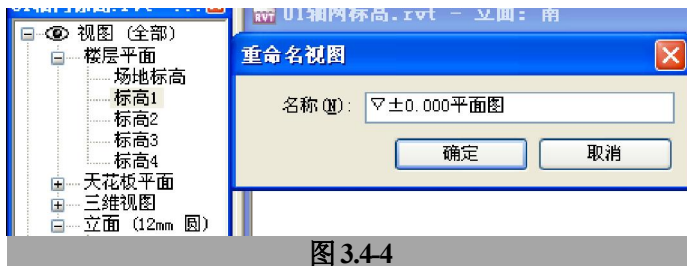 01轴网标高.rvt - 立面: 南
视图 (全部)
楼层平面
场地标高
标高1
标高2
标高3
标高4
天花板平面
三维视图
立面 (12mm 圆)
重命名视图
名称(N): ▽±0.000平面图
确定 取消
图 3.4-4